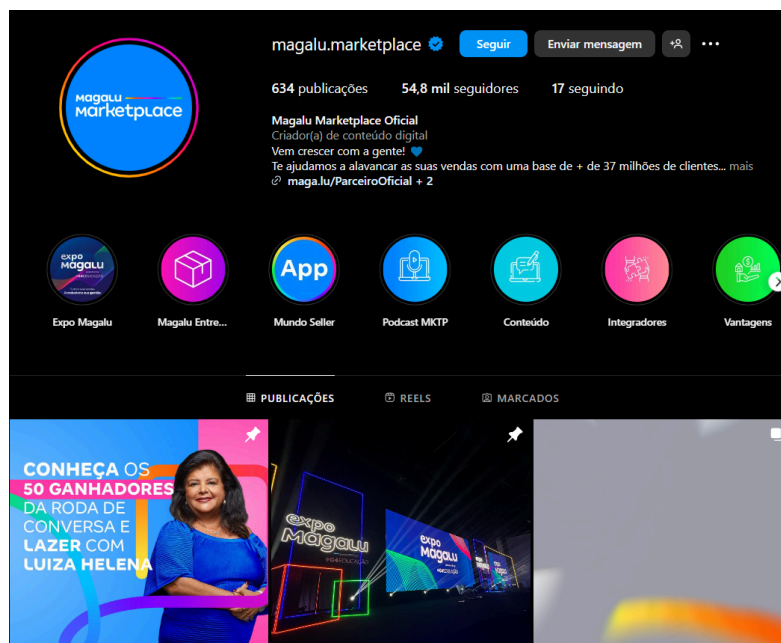 magalu.marketplace
Seguir
Enviar mensagem
634 publicações
54,8 mil seguidores
17 seguindo
Magalu Marketplace Oficial
Criador(a) de conteúdo digital
Vem crescer com a gente! 💙
Te ajudamos a alavancar as suas vendas com uma base de + de 37 milhões de clientes... mais
maga.lu/ParceiroOficial + 2
Magalu
Marketplace
expo
Magalu
App
Expo Magalu
Magalu Entre...
Mundo Seller
Podcast MKTP
Conteúdo
Integradores
Vantagens
PUBLICAÇÕES
REELS
MARCADOS
CONHEÇA OS
50 GANHADORES
DA RODA DE
CONVERSA E
LAZER COM
LUIZA HELENA
expo
Magalu
expo
Magalu